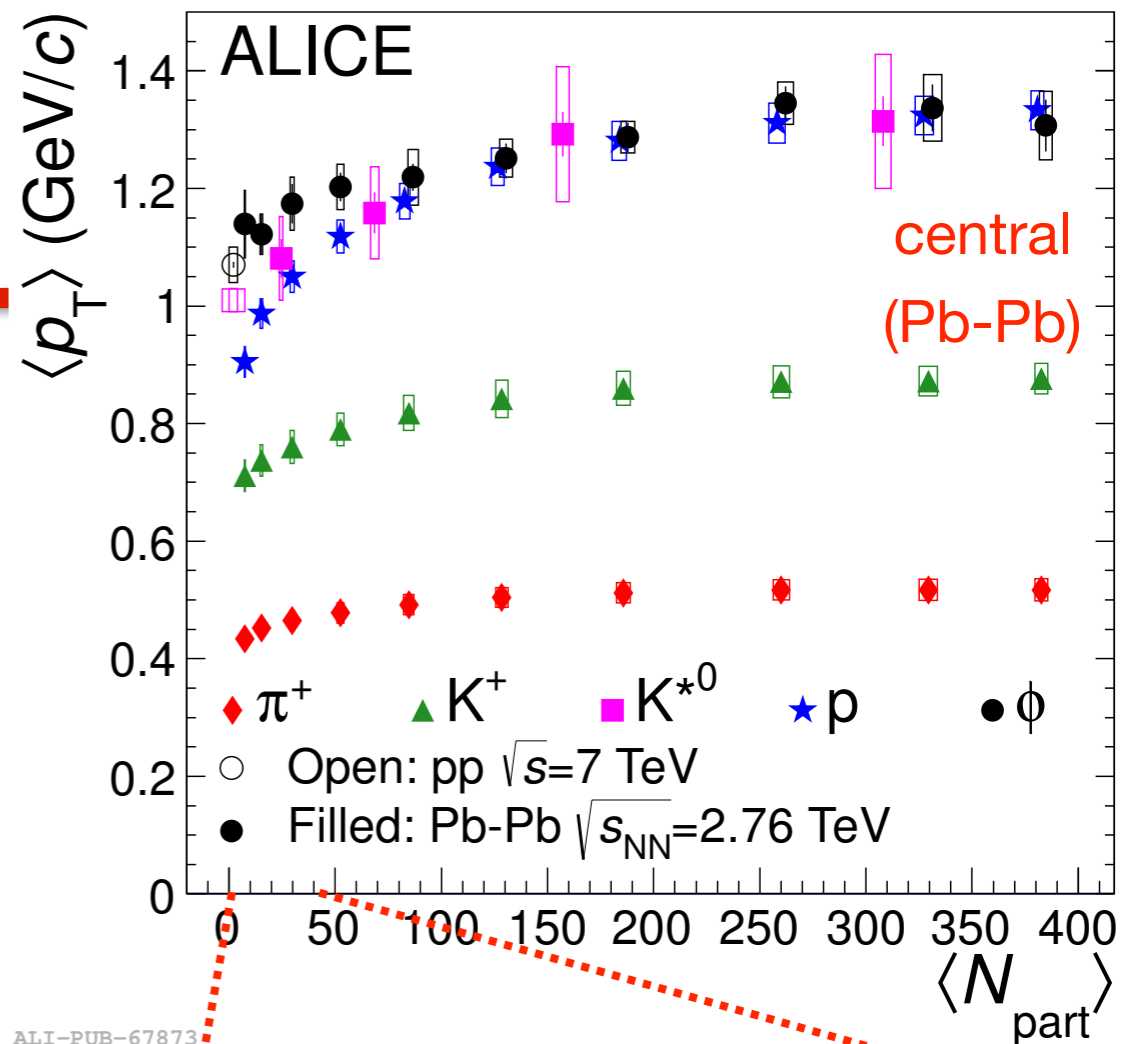 ⟨p_T⟩ (GeV/c)
ALICE
1.4
1.2
1
0.8
0.6
0.4
0.2
0
central
(Pb-Pb)
π⁺ K⁺ K*⁰ p ϕ
Open: pp √s=7 TeV
Filled: Pb-Pb √s_NN=2.76 TeV
0 50 100 150 200 250 300 350 400
⟨N_part⟩
ALI-PUB-67873